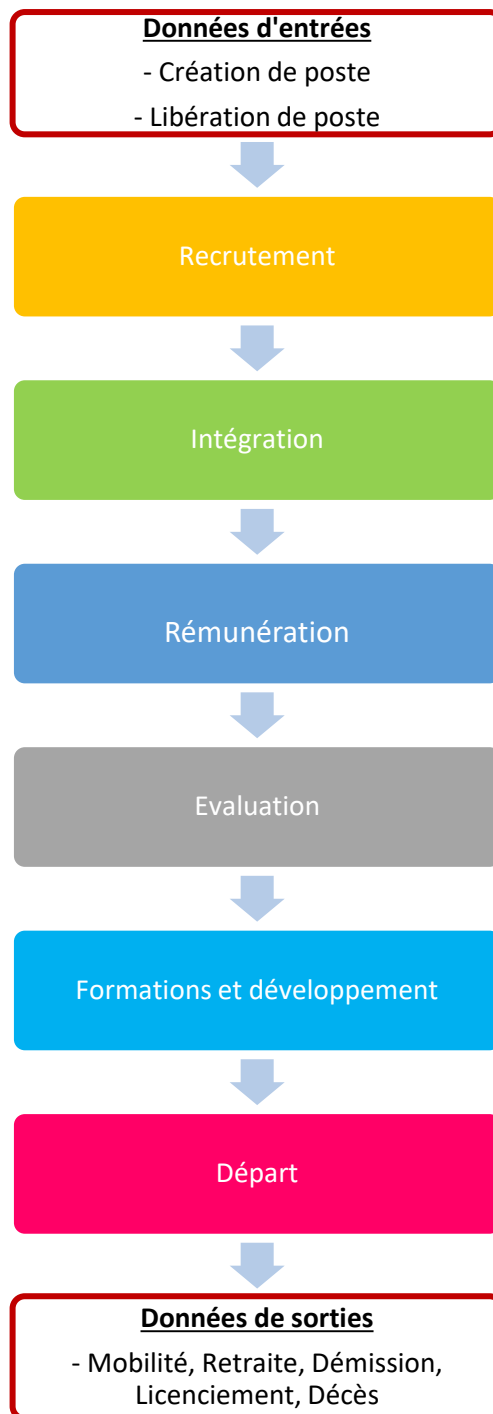 Données d'entrées
- Création de poste
- Libération de poste
Recrutement
Intégration
Rémunération
Evaluation
Formations et développement
Départ
Données de sorties
- Mobilité, Retraite, Démission,
Licenciement, Décès